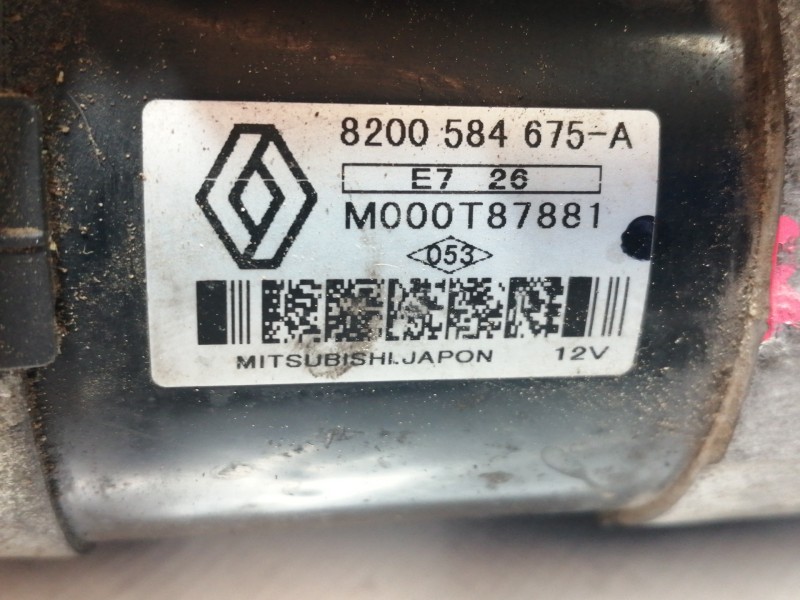 8200 584 675-A
E7 26
M000T87881
053
MITSUBISHI.JAPON 12V